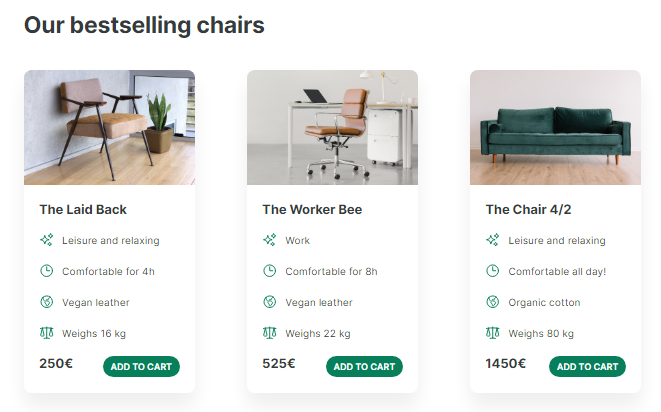 Our bestselling chairs
The Laid Back
Leisure and relaxing
Comfortable for 4h
Vegan leather
Weighs 16 kg
250€
ADD TO CART
The Worker Bee
Work
Comfortable for 8h
Vegan leather
Weighs 22 kg
525€
ADD TO CART
The Chair 4/2
Leisure and relaxing
Comfortable all day!
Organic cotton
Weighs 80 kg
1450€
ADD TO CART